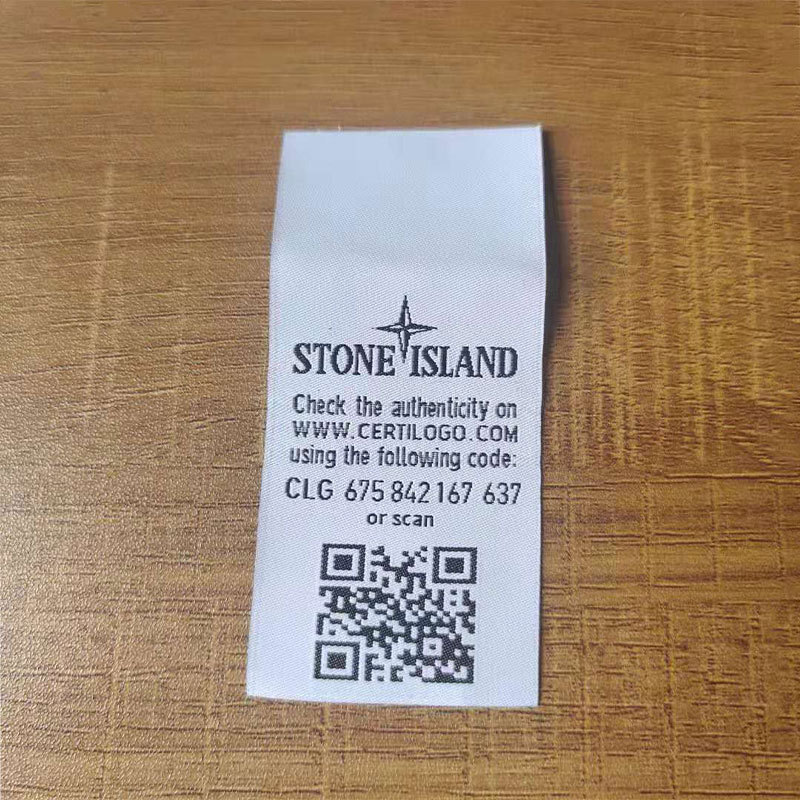 STONE ISLAND
Check the authenticity on
WWW.CERTILOGO.COM
using the following code:
CLG 675 842 167 637
or scan